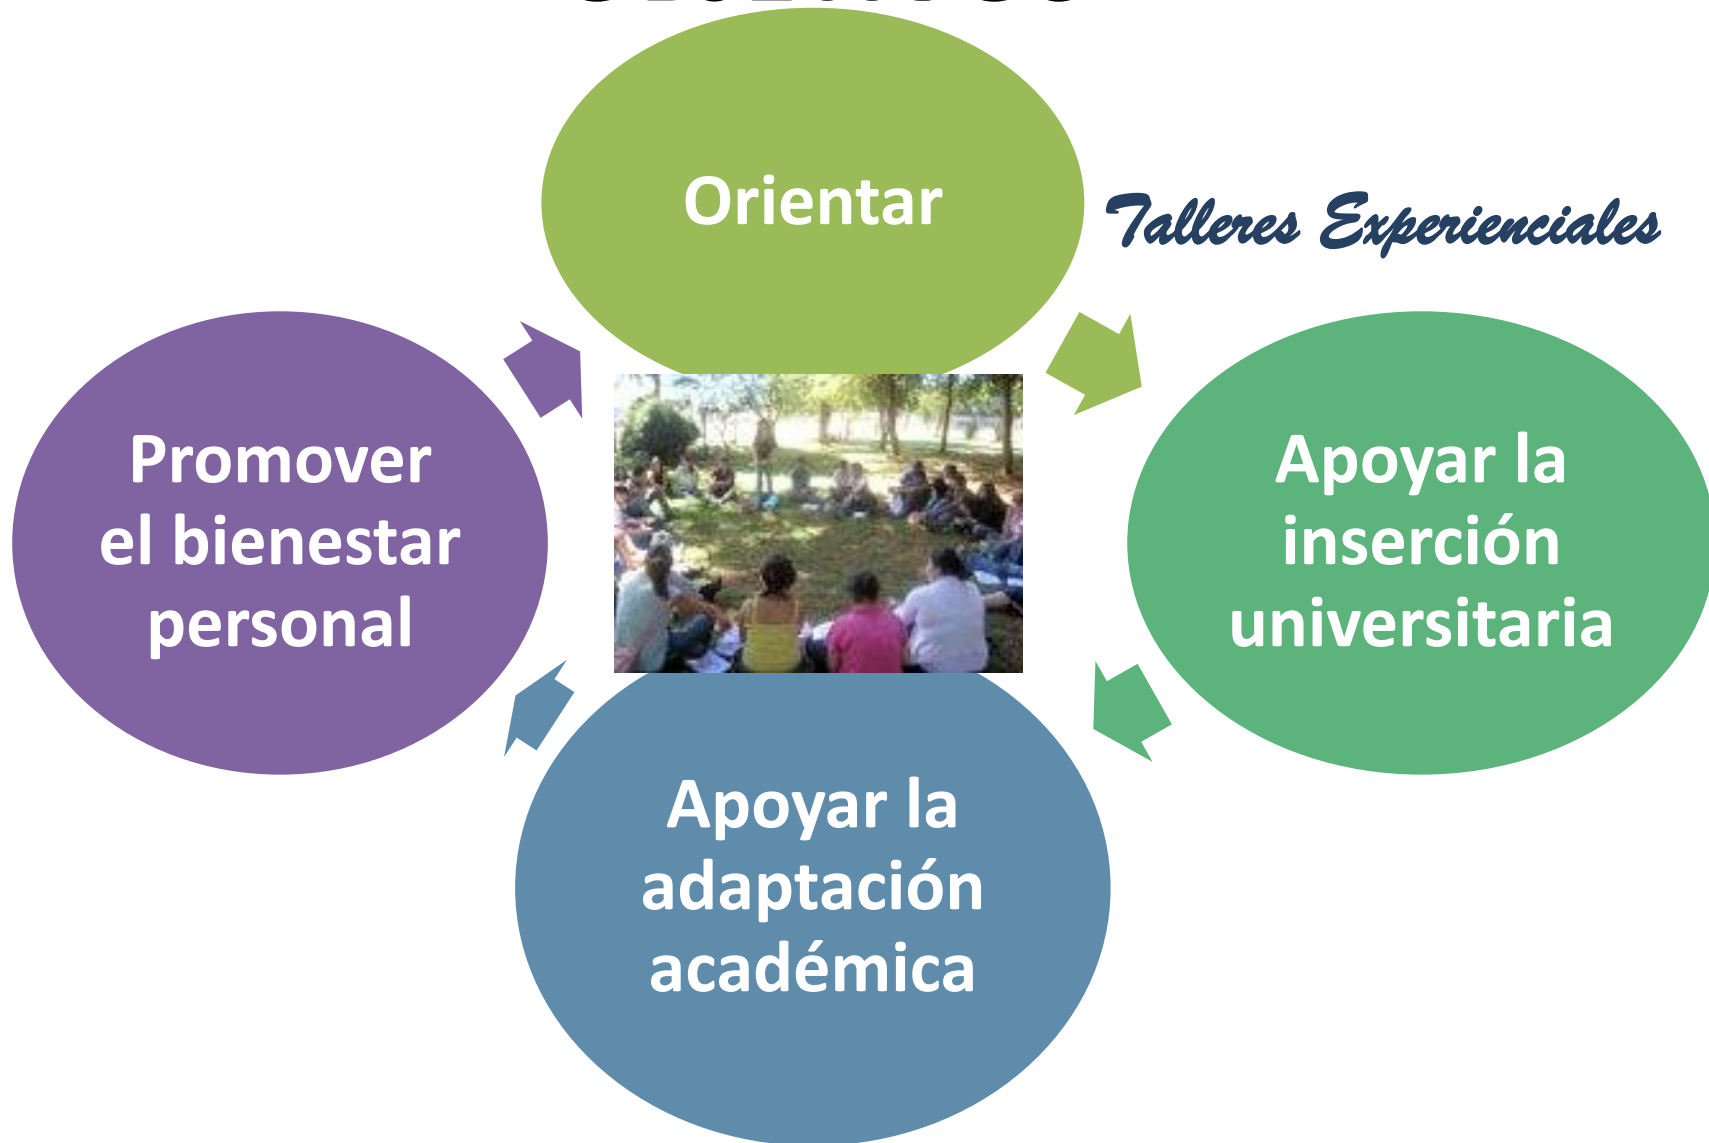 Orientar
Talleres Experienciales
Promover
el bienestar
personal
Apoyar la
inserción
universitaria
Apoyar la
adaptación
académica